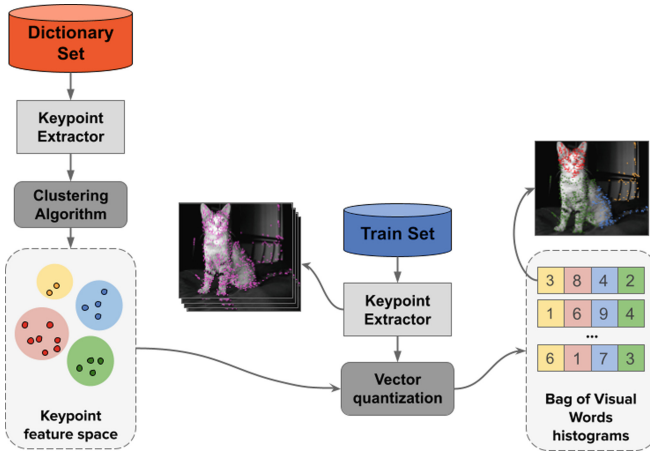 Dictionary
Set
Keypoint
Extractor
Clustering
Algorithm
Keypoint
feature space
Train Set
Keypoint
Extractor
Vector
quantization
3 8 4 2
1 6 9 4
...
6 1 7 3
Bag of Visual
Words
histograms